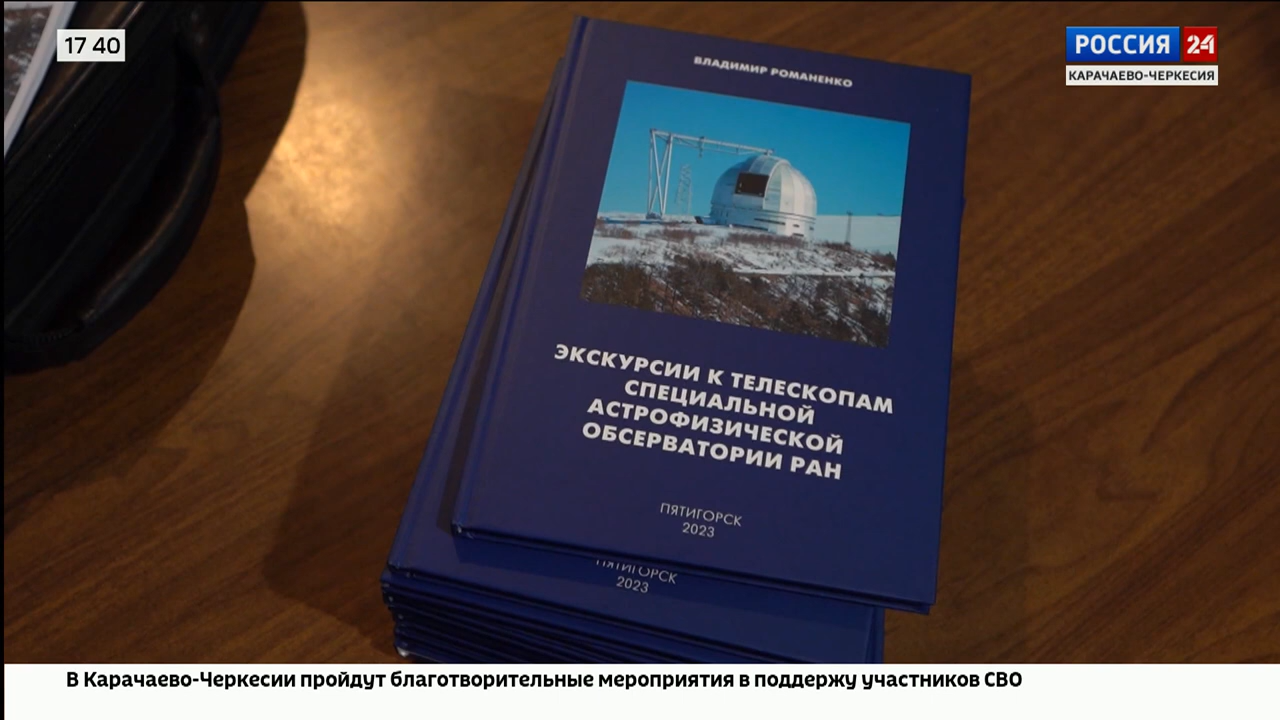 17 40
РОССИЯ 24
КАРАЧАЕВО-ЧЕРКЕСИЯ
ВЛАДИМИР РОМАНЕНКО
ЭКСКУРСИИ К ТЕЛЕСКОПАМ
СПЕЦИАЛЬНОЙ
АСТРОФИЗИЧЕСКОЙ
ОБСЕРВАТОРИИ РАН
ПЯТИГОРСК
2023
ПЯТИГОРСК
2023
В Карачаево-Черкесии пройдут благотворительные мероприятия в поддержу участников СВО